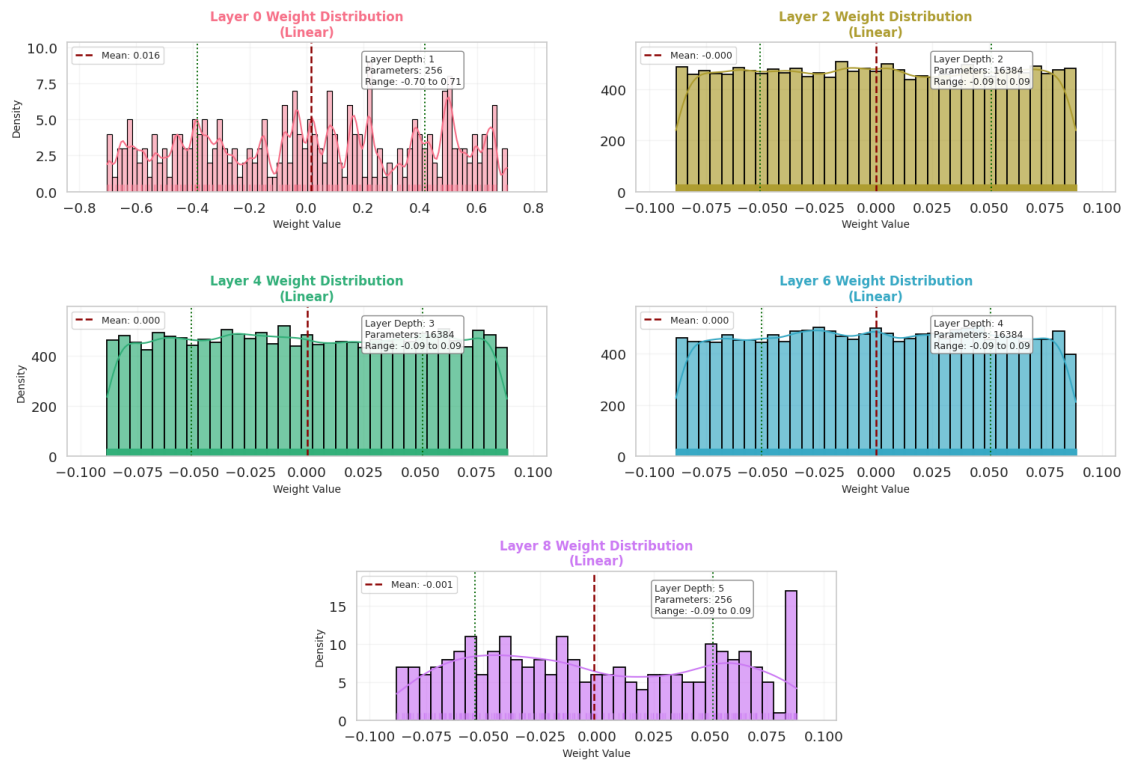 Layer 0 Weight Distribution
(Linear)
Mean: 0.016
Layer Depth: 1
Parameters: 256
Range: -0.70 to 0.71
Density
10.0
7.5
5.0
2.5
0.0
−0.8 −0.6 −0.4 −0.2 0.0 0.2 0.4 0.6 0.8
Weight Value
Layer 2 Weight Distribution
(Linear)
Mean: -0.000
Layer Depth: 2
Parameters: 16384
Range: -0.09 to 0.09
400
200
0
−0.100 −0.075 −0.050 −0.025 0.000 0.025 0.050 0.075 0.100
Weight Value
Layer 4 Weight Distribution
(Linear)
Mean: 0.000
Layer Depth: 3
Parameters: 16384
Range: -0.09 to 0.09
Density
400
200
0
−0.100 −0.075 −0.050 −0.025 0.000 0.025 0.050 0.075 0.100
Weight Value
Layer 6 Weight Distribution
(Linear)
Mean: 0.000
Layer Depth: 4
Parameters: 16384
Range: -0.09 to 0.09
400
200
0
−0.100 −0.075 −0.050 −0.025 0.000 0.025 0.050 0.075 0.100
Weight Value
Layer 8 Weight Distribution
(Linear)
Mean: -0.001
Layer Depth: 5
Parameters: 256
Range: -0.09 to 0.09
Density
15
10
5
0
−0.100 −0.075 −0.050 −0.025 0.000 0.025 0.050 0.075 0.100
Weight Value